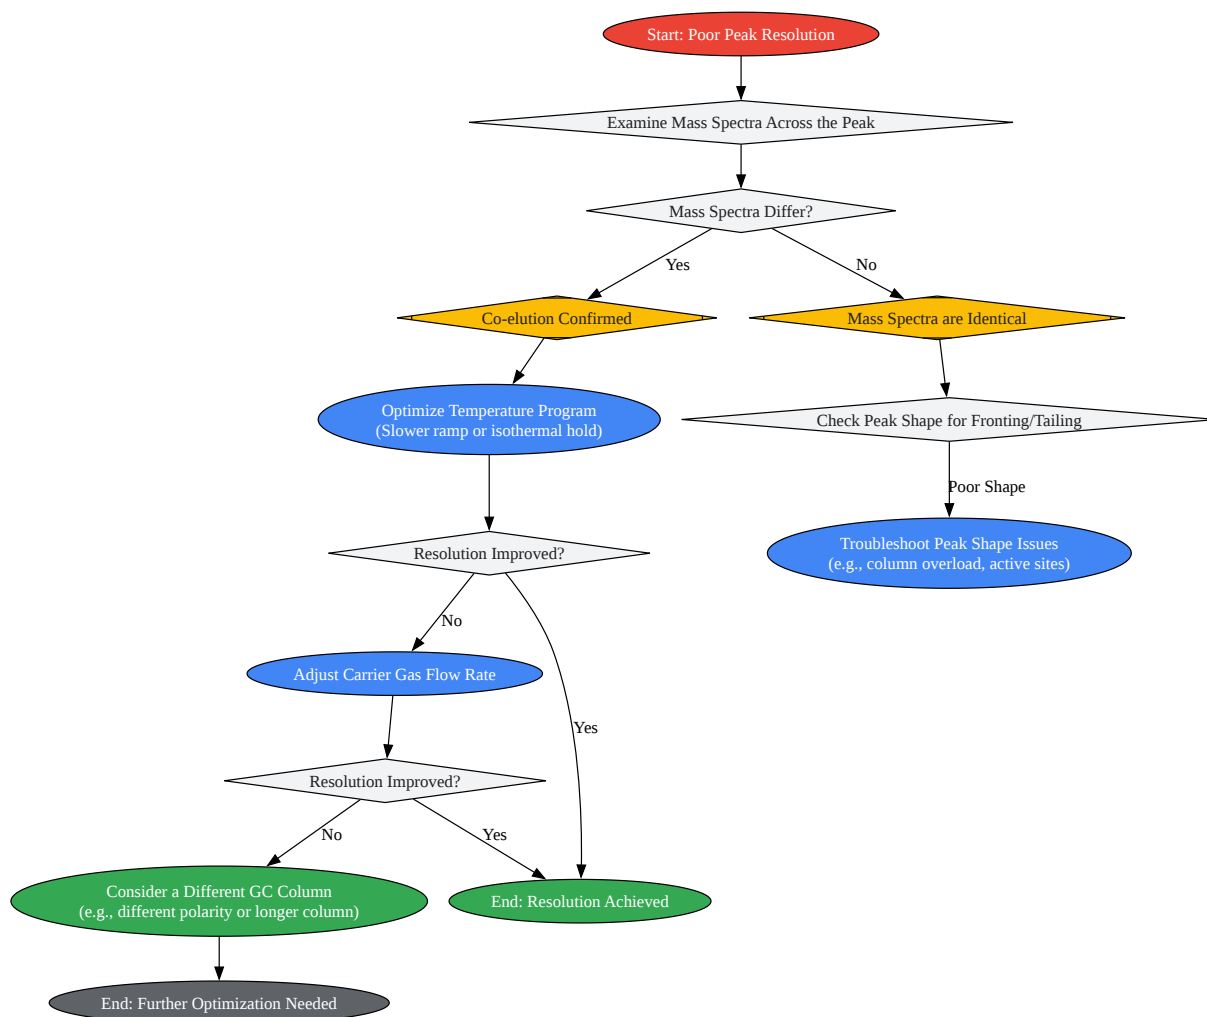 Start: Poor Peak Resolution
Examine Mass Spectra Across the Peak
Mass Spectra Differ?
Yes
No
Co-elution Confirmed
Mass Spectra are Identical
Optimize Temperature Program
(Slower ramp or isothermal hold)
Check Peak Shape for Fronting/Tailing
Poor Shape
Resolution Improved?
Troubleshoot Peak Shape Issues
(e.g., column overload, active sites)
No
Adjust Carrier Gas Flow Rate
Yes
Resolution Improved?
No
Yes
Consider a Different GC Column
(e.g., different polarity or longer column)
End: Resolution Achieved
End: Further Optimization Needed